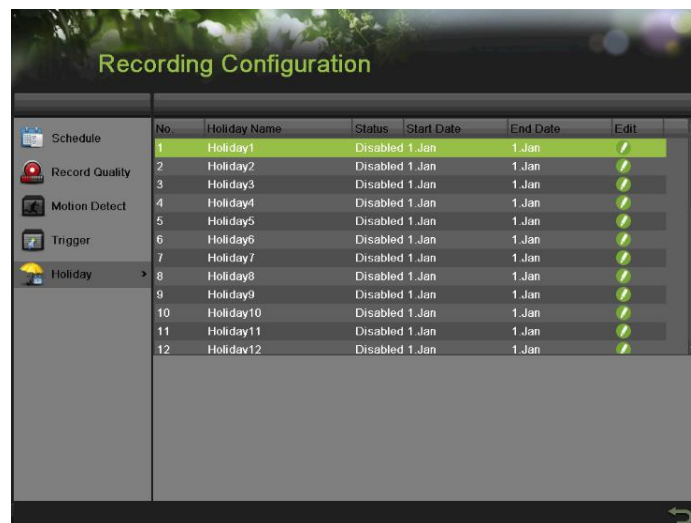 Recording Configuration
Schedule
Record Quality
Motion Detect
Trigger
Holiday >
No. Holiday Name Status Start Date End Date Edit
1 Holiday1 Disabled 1.Jan 1.Jan
2 Holiday2 Disabled 1.Jan 1.Jan
3 Holiday3 Disabled 1.Jan 1.Jan
4 Holiday4 Disabled 1.Jan 1.Jan
5 Holiday5 Disabled 1.Jan 1.Jan
6 Holiday6 Disabled 1.Jan 1.Jan
7 Holiday7 Disabled 1.Jan 1.Jan
8 Holiday8 Disabled 1.Jan 1.Jan
9 Holiday9 Disabled 1.Jan 1.Jan
10 Holiday10 Disabled 1.Jan 1.Jan
11 Holiday11 Disabled 1.Jan 1.Jan
12 Holiday12 Disabled 1.Jan 1.Jan